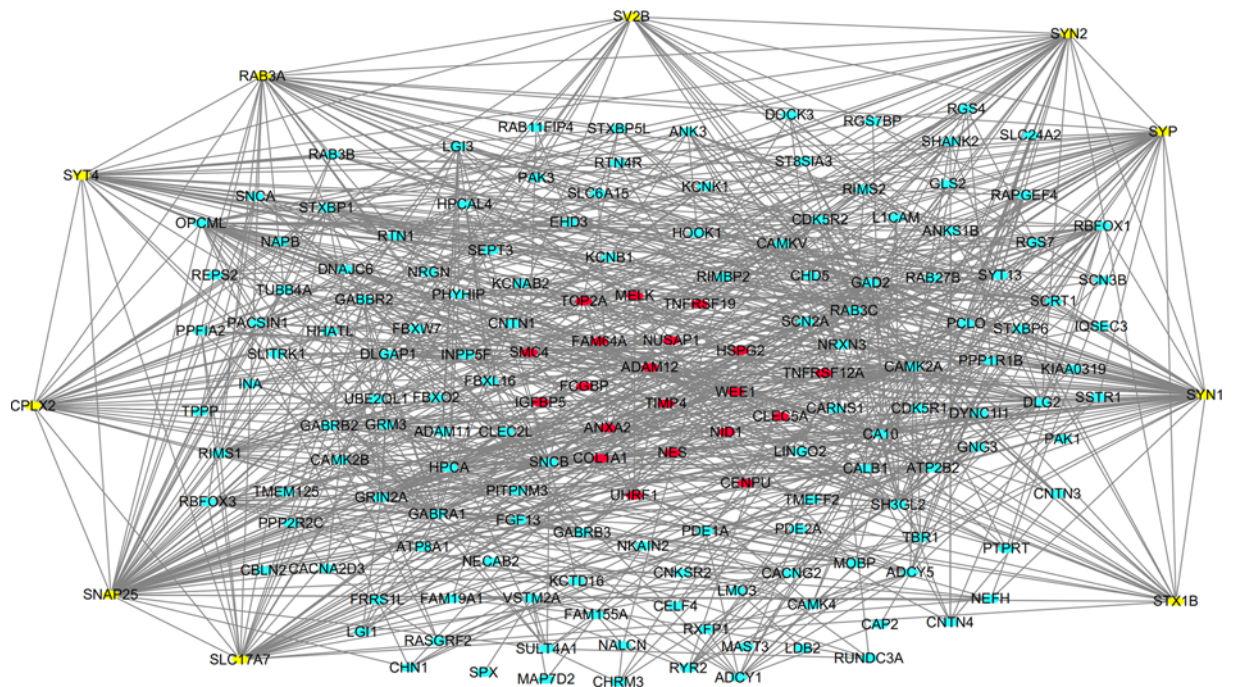 SV2B
SYN2
RAB3A
RGS4
DOCK3
RGS7BP
RAB11FIP4
STXBP5L
ANK3
SHANK2
SLC24A2
SYP
LGI3
RAB3B
RTN4R
ST8SIA3
SYT4
PAK3
KCNK1
RIMS2
GLS2
RAPGEF4
SNCA
STXBP1
HPCAL4
SLC6A15
CDK5R2
L1CAM
OPCML
EHD3
HOOK1
ANKS1B
RBFOX1
NAPB
RTN1
SEPT3
CAMKV
RGS7
KCNB1
REPS2
DNAJC6
NRGN
KCNAB2
RIMBP2
CHD5
GAD2
RAB27B
SYT13
SCN3B
TUBB4A
GABBR2
PHYHIP
TOP2A
MELK
TNFRSF19
RAB3C
SCRT1
PPFIA2
PACSIN1
HHATL
FBXW7
CNTN1
SCN2A
PCLO
STXBP6
IQSEC3
FAM64A
NUSAP1
NRXN3
SLITRK1
DLGAP1
INPP5F
SMC4
HSPG2
ADAM12
TNFRSF12A
CAMK2A
PPP1R1B
KIAA0319
INA
FBXL16
UBE2QL1
FBXO2
FCGBP
IGFBP5
WEE1
SSTR1
SYN1
CPLX2
TPPP
TIMP4
CARNS1
CDK5R1
DLG2
DYNC1I1
GABRB2
GRM3
ADAM11
CLEC2L
ANXA2
CLEC5A
NID1
CA10
PAK1
RIMS1
CAMK2B
HPCA
SNCB
COL1A1
NES
LINGO2
GNG3
CALB1
ATP2B2
TMEM125
GRIN2A
PITPNM3
UHRF1
CENPU
CNTN3
RBFOX3
GABRA1
TMEFF2
SH3GL2
PPP2R2C
FGF13
GABRB3
PDE1A
PDE2A
TBR1
ATP8A1
NKAIN2
PTPRT
CBLN2
CACNA2D3
NECAB2
CNKSR2
CACNG2
MOBP
ADCY5
SNAP25
KCTD16
LMO3
FRRS1L
FAM19A1
VSTM2A
CELF4
CAMK4
NEFH
STX1B
FAM155A
LGI1
RASGRF2
RXFP1
CAP2
CNTN4
SULT4A1
NALCN
MAST3
LDB2
RUNDC3A
SLC17A7
CHN1
SPX
MAP7D2
CHRM3
RYR2
ADCY1